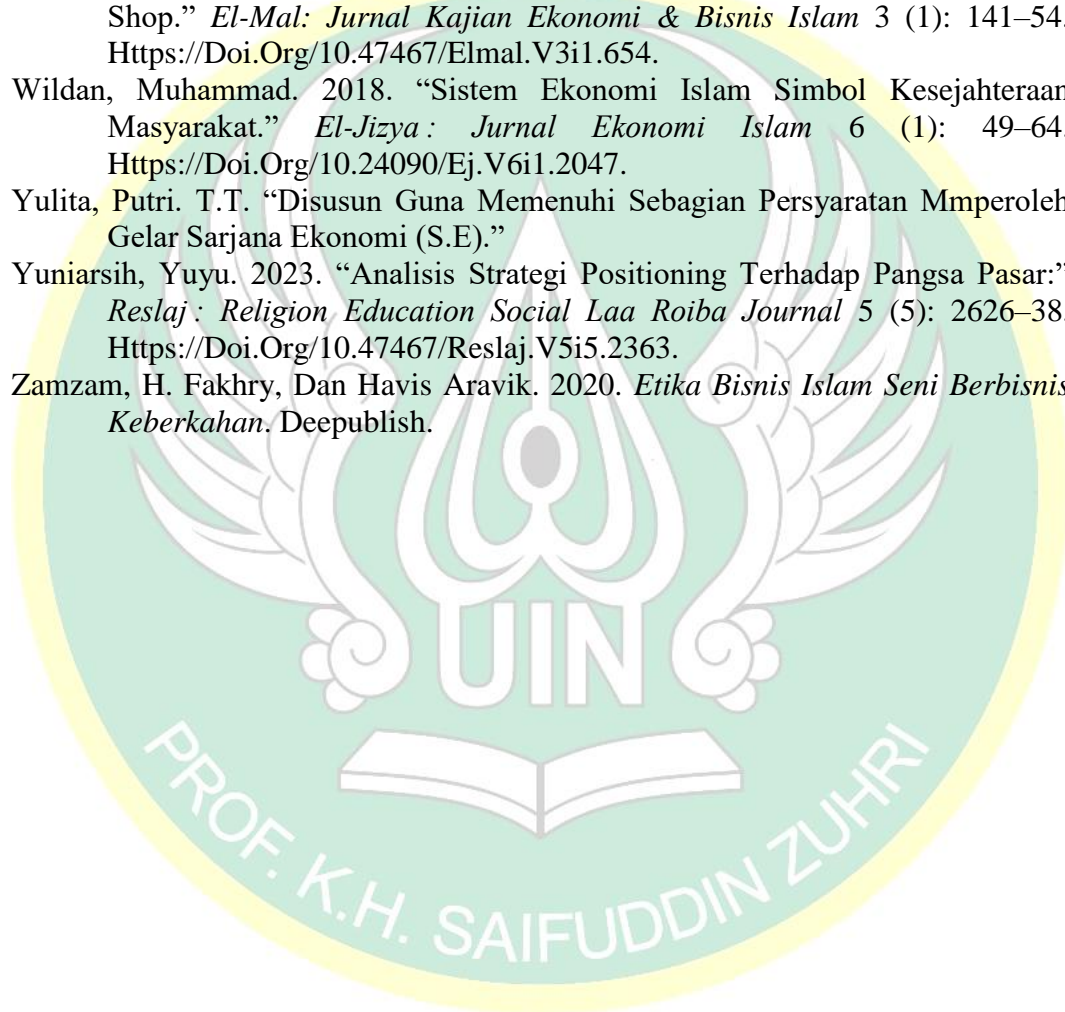 Shop.” El-Mal: Jurnal Kajian Ekonomi & Bisnis Islam 3 (1): 141–54.
Https://Doi.Org/10.47467/Elmal.V3i1.654.
Wildan, Muhammad. 2018. “Sistem Ekonomi Islam Simbol Kesejahteraan
Masyarakat.” El-Jizya : Jurnal Ekonomi Islam 6 (1): 49–64.
Https://Doi.Org/10.24090/Ej.V6i1.2047.
Yulita, Putri. T.T. “Disusun Guna Memenuhi Sebagian Persyaratan Mmperoleh
Gelar Sarjana Ekonomi (S.E).”
Yuniarsih, Yuyu. 2023. “Analisis Strategi Positioning Terhadap Pangsa Pasar:”
Reslaj : Religion Education Social Laa Roiba Journal 5 (5): 2626–38.
Https://Doi.Org/10.47467/Reslaj.V5i5.2363.
Zamzam, H. Fakhry, Dan Havis Aravik. 2020. Etika Bisnis Islam Seni Berbisnis
Keberkahan. Deepublish.
UIN
PROF. K.H. SAIFUDDIN ZUHRI